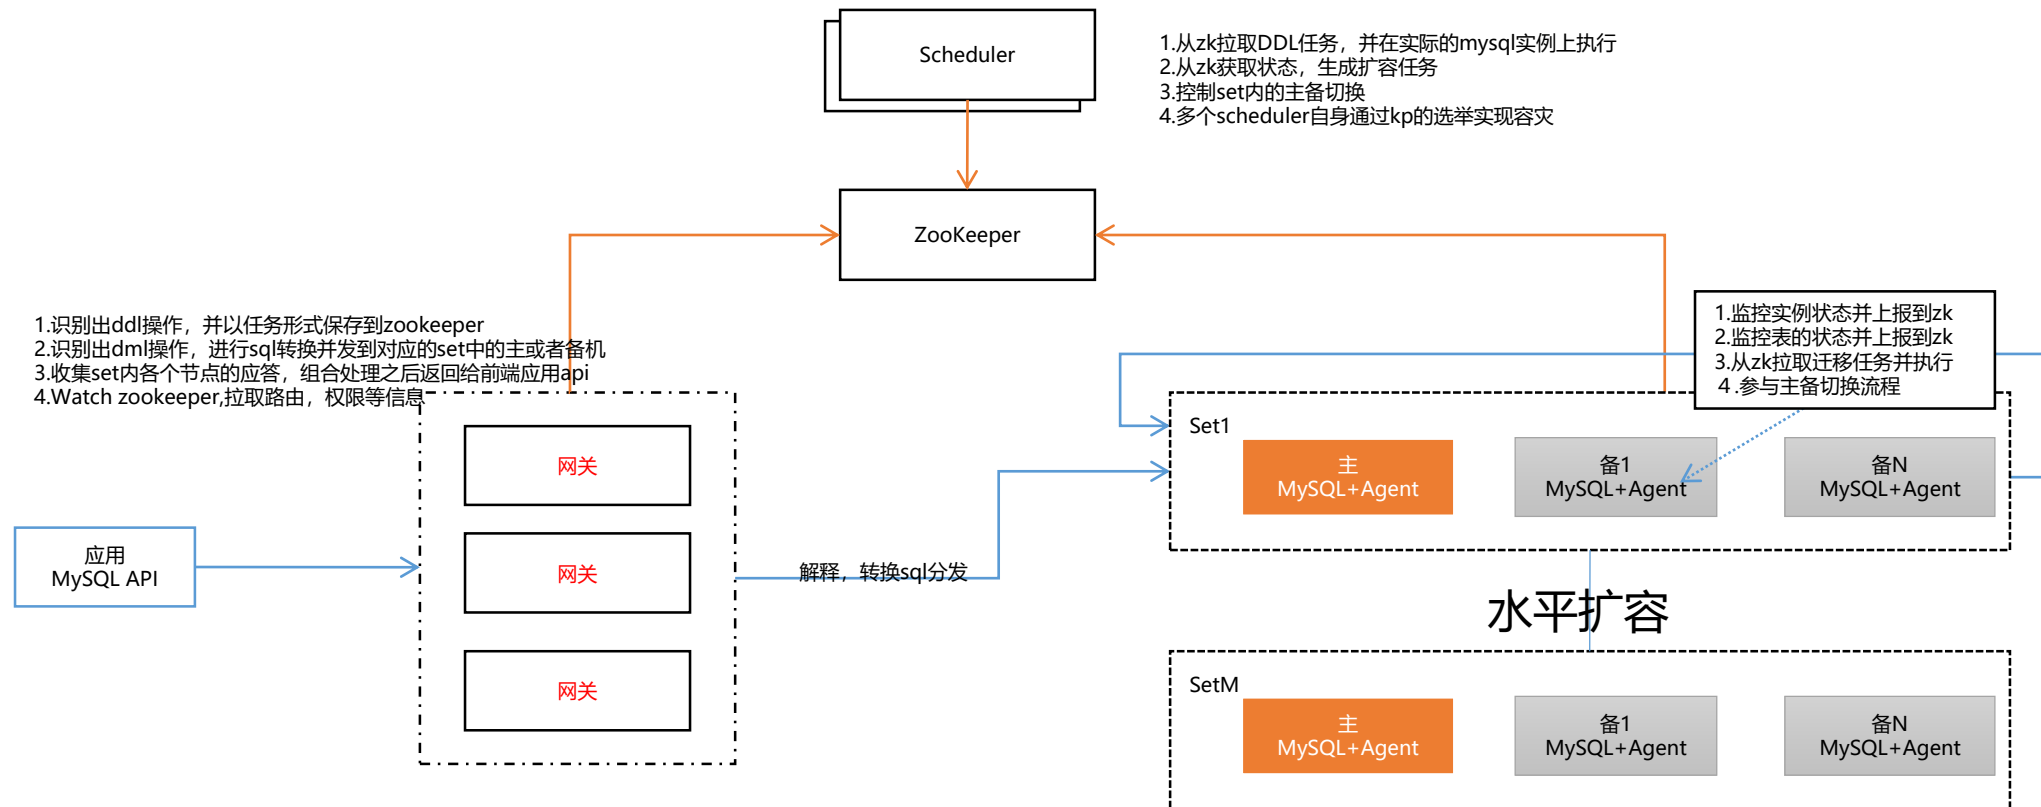 Scheduler
1.从zk拉取DDL任务，并在实际的mysql实例上执行
2.从zk获取状态，生成扩容任务
3.控制set内的主备切换
4.多个scheduler自身通过kp的选举实现容灾
ZooKeeper
1.识别出ddl操作，并以任务形式保存到zookeeper
2.识别出dml操作，进行sql转换并发到对应的set中的主或者备机
3.收集set内各个节点的应答，组合处理之后返回给前端应用api
4.Watch zookeeper,拉取路由，权限等信息
1.监控实例状态并上报到zk
2.监控表的状态并上报到zk
3.从zk拉取迁移任务并执行
4.参与主备切换流程
网关
网关
网关
应用
MySQL API
解释，转换sql分发
Set1
主
MySQL+Agent
备1
MySQL+Agent
备N
MySQL+Agent
水平扩容
SetM
主
MySQL+Agent
备1
MySQL+Agent
备N
MySQL+Agent